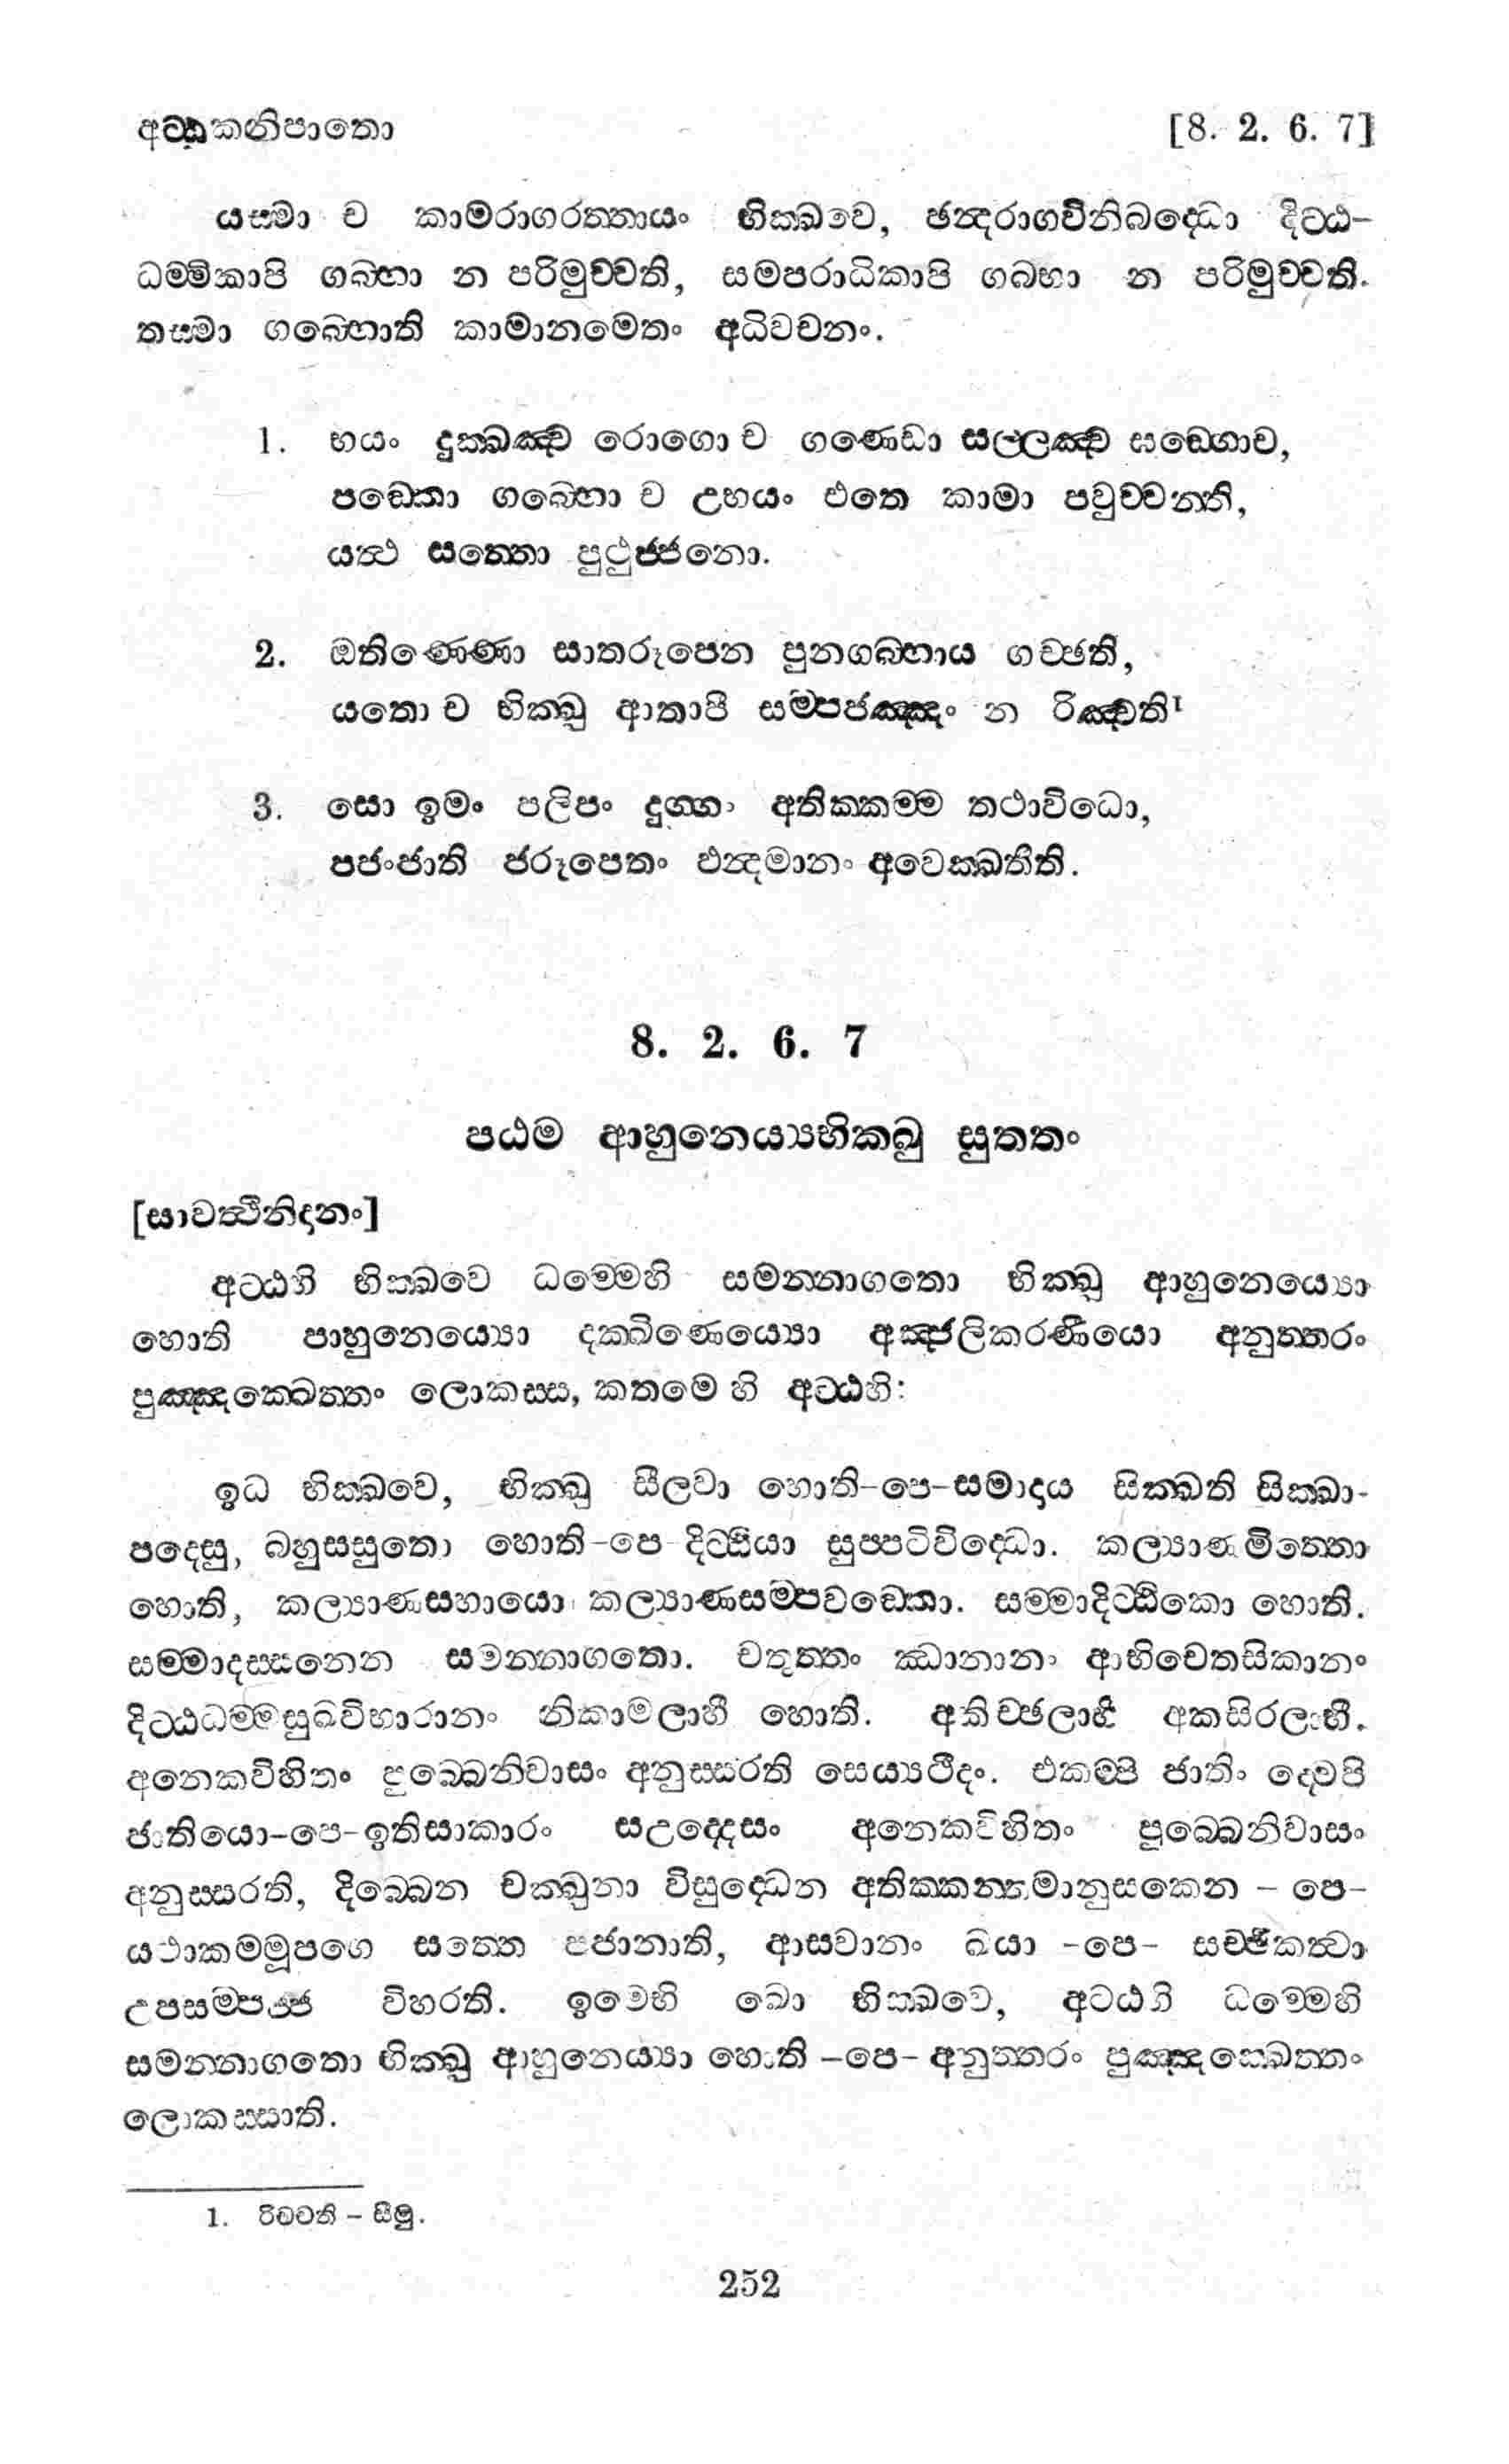 අට්ඨකනිපාතො [8. 2. 6. 7]
යස්මා ච කාමරාගරත්තායං භික්ඛවෙ, ඡන්දරාගවිනිබද්ධො දිට්ඨ-
ධම්මිකාපි ගබ්භා න පරිමුච්චති, සම්පරාධිකාපි ගබ්භා න පරිමුච්චති.
තස්මා ගබ්භොති කාමානමෙතං අධිවචනං.
1. භයං දුක්ඛඤ්ච රොගො ච ගණ්ඩො සල්ලඤ්ච සඞ්ගොච,
පඞ්කො ගබ්භො ච උභයං එතෙ කාමා පවුච්චන්ති,
යත්ථ සත්තො පුථුජ්ජනො.
2. ඔතිණ්ණො සාතරූපෙන පුනගබ්භාය ගච්ඡති,
යතො ච භික්ඛු ආතාපී සම්පජඤ්ඤං න රිඤ්චති¹
3. සො ඉමං පලිපං දුග්ගං අතික්කම්ම තථාවිධො,
පජංජාති ජරූපෙතං ඵන්දමානං අවෙක්ඛතීති.
8. 2. 6. 7
පඨම ආහුනෙය්‍යභික්ඛු සුත්තං
[සාවත්ථිනිදානං]
අට්ඨහි භික්ඛවෙ ධම්මෙහි සමන්නාගතො භික්ඛු ආහුනෙය්‍යො
හොති පාහුනෙය්‍යො දක්ඛිණෙය්‍යො අඤ්ජලිකරණීයො අනුත්තරං
පුඤ්ඤක්ඛෙත්තං ලොකස්ස, කතමෙ හි අට්ඨහි:
ඉධ භික්ඛවෙ, භික්ඛු සීලවා හොති-පෙ-සමාදාය සික්ඛති සික්ඛා-
පදෙසු, බහුස්සුතො හොති-පෙ-දිට්ඨියා සුප්පටිවිද්ධො. කල්‍යාණමිත්තො
හොති, කල්‍යාණසහායො කල්‍යාණසම්පවඞ්කො. සම්මාදිට්ඨිකො හොති.
සම්මාදස්සනෙන සමන්නාගතො. චතුත්තං ඣානානං ආභිචෙතසිකානං
දිට්ඨධම්මසුඛවිහාරානං නිකාමලාභී හොති. අකිච්ඡලාභී අකසිරලාභී.
අනෙකවිහිතං පුබ්බෙනිවාසං අනුස්සරති සෙය්‍යථීදං. එකම්පි ජාතිං ද්වෙපි
ජාතියො-පෙ-ඉතිසාකාරං සඋද්දෙසං අනෙකවිහිතං පුබ්බෙනිවාසං
අනුස්සරති, දිබ්බෙන චක්ඛුනා විසුද්ධෙන අතික්කන්තමානුසකෙන - පෙ-
යථාකම්මූපගෙ සත්තෙ පජානාති, ආසවානං ඛයා -පෙ- සච්ඡිකත්වා
උපසම්පජ්ජ විහරති. ඉමෙහි ඛො භික්ඛවෙ, අට්ඨහි ධම්මෙහි
සමන්නාගතො භික්ඛු ආහුනෙය්‍යො හොති -පෙ- අනුත්තරං පුඤ්ඤක්ඛෙත්තං
ලොකස්සාති.
1. රිච්චති - සීමු.
252